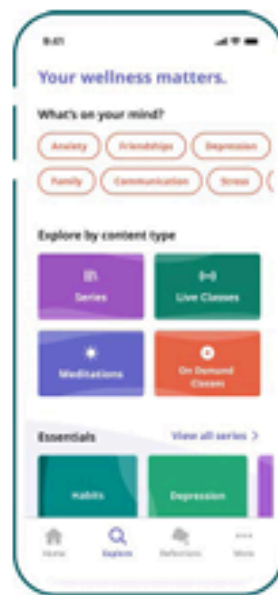 9:41
Your wellness matters.
What's on your mind?
Anxiety Friendships Depression
Family Communication Stress
Explore by content type
Series Live Classes
Meditations On Demand Classes
Essentials View all series >
Habits Depression
Home Explore Reflections More